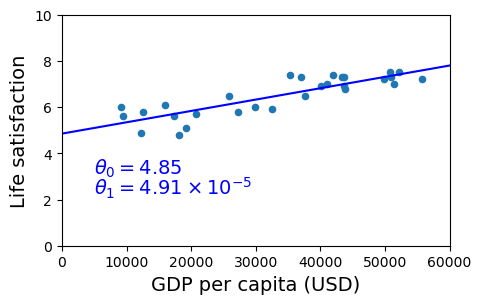 10
8
6
4
2
0
Life satisfaction
θ₀ = 4.85
θ₁ = 4.91 × 10⁻⁵
0 10000 20000 30000 40000 50000 60000
GDP per capita (USD)